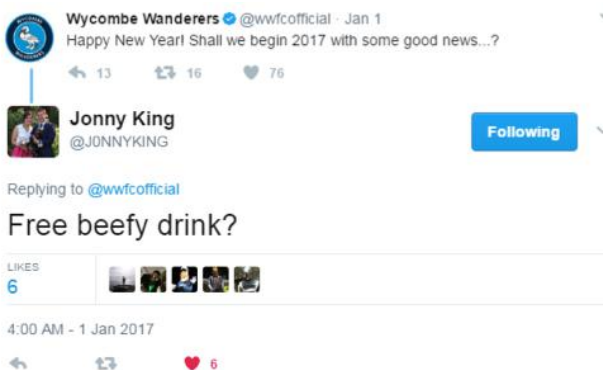 Wycombe Wanderers @wwfcofficial · Jan 1
Happy New Year! Shall we begin 2017 with some good news...?
13 16 76
Jonny King
@J0NNYKING
Following
Replying to @wwfcofficial
Free beefy drink?
LIKES
6
4:00 AM - 1 Jan 2017
6